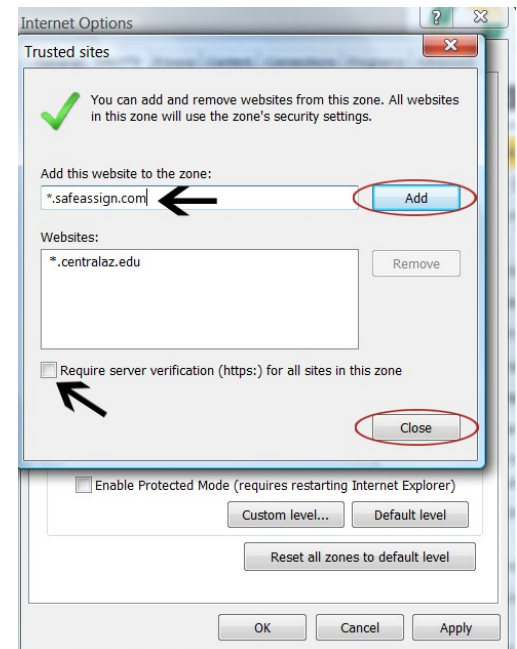 Internet Options
Trusted sites
You can add and remove websites from this zone. All websites
in this zone will use the zone's security settings.
Add this website to the zone:
*.safeassign.com
Add
Websites:
*.centralaz.edu
Remove
Require server verification (https:) for all sites in this zone
Close
Enable Protected Mode (requires restarting Internet Explorer)
Custom level... Default level
Reset all zones to default level
OK Cancel Apply